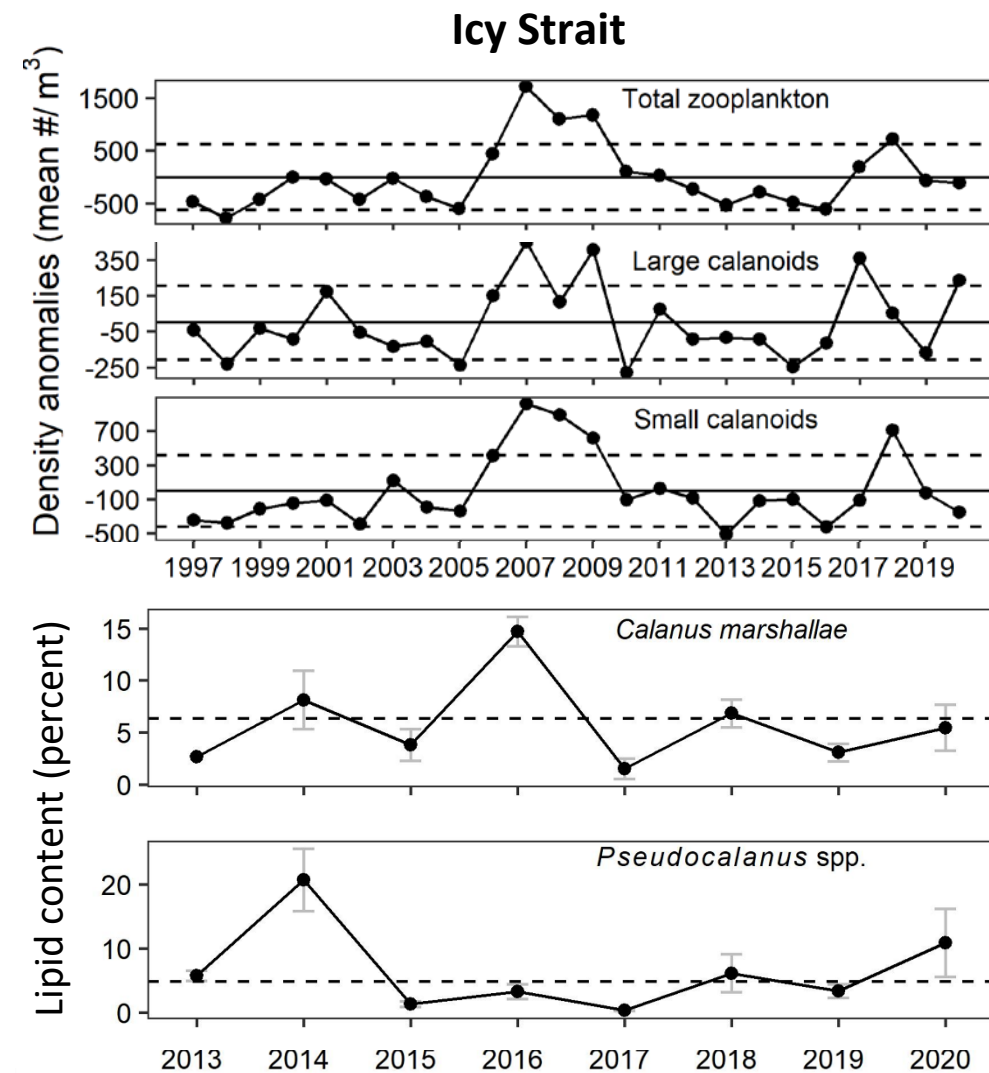 Icy Strait
Density anomalies (mean #/ m³)
Total zooplankton
1500
500
-500
Large calanoids
350
150
-50
-250
Small calanoids
700
300
-100
-500
1997 1999 2001 2003 2005 2007 2009 2011 2013 2015 2017 2019
Lipid content (percent)
Calanus marshallae
15
10
5
0
Pseudocalanus spp.
20
10
0
2013 2014 2015 2016 2017 2018 2019 2020